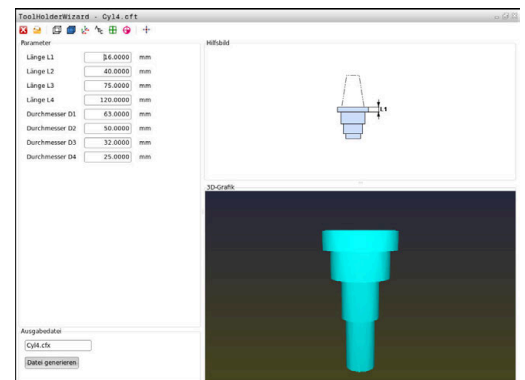 ToolHolderWizard - Cyl4.cft
Parameter
Länge L1 16.0000 mm
Länge L2 40.0000 mm
Länge L3 75.0000 mm
Länge L4 120.0000 mm
Durchmesser D1 63.0000 mm
Durchmesser D2 50.0000 mm
Durchmesser D3 32.0000 mm
Durchmesser D4 25.0000 mm
Ausgabedatei
Cyl4.cfx
Datei generieren
Hilfsbild
L1
3D-Grafik